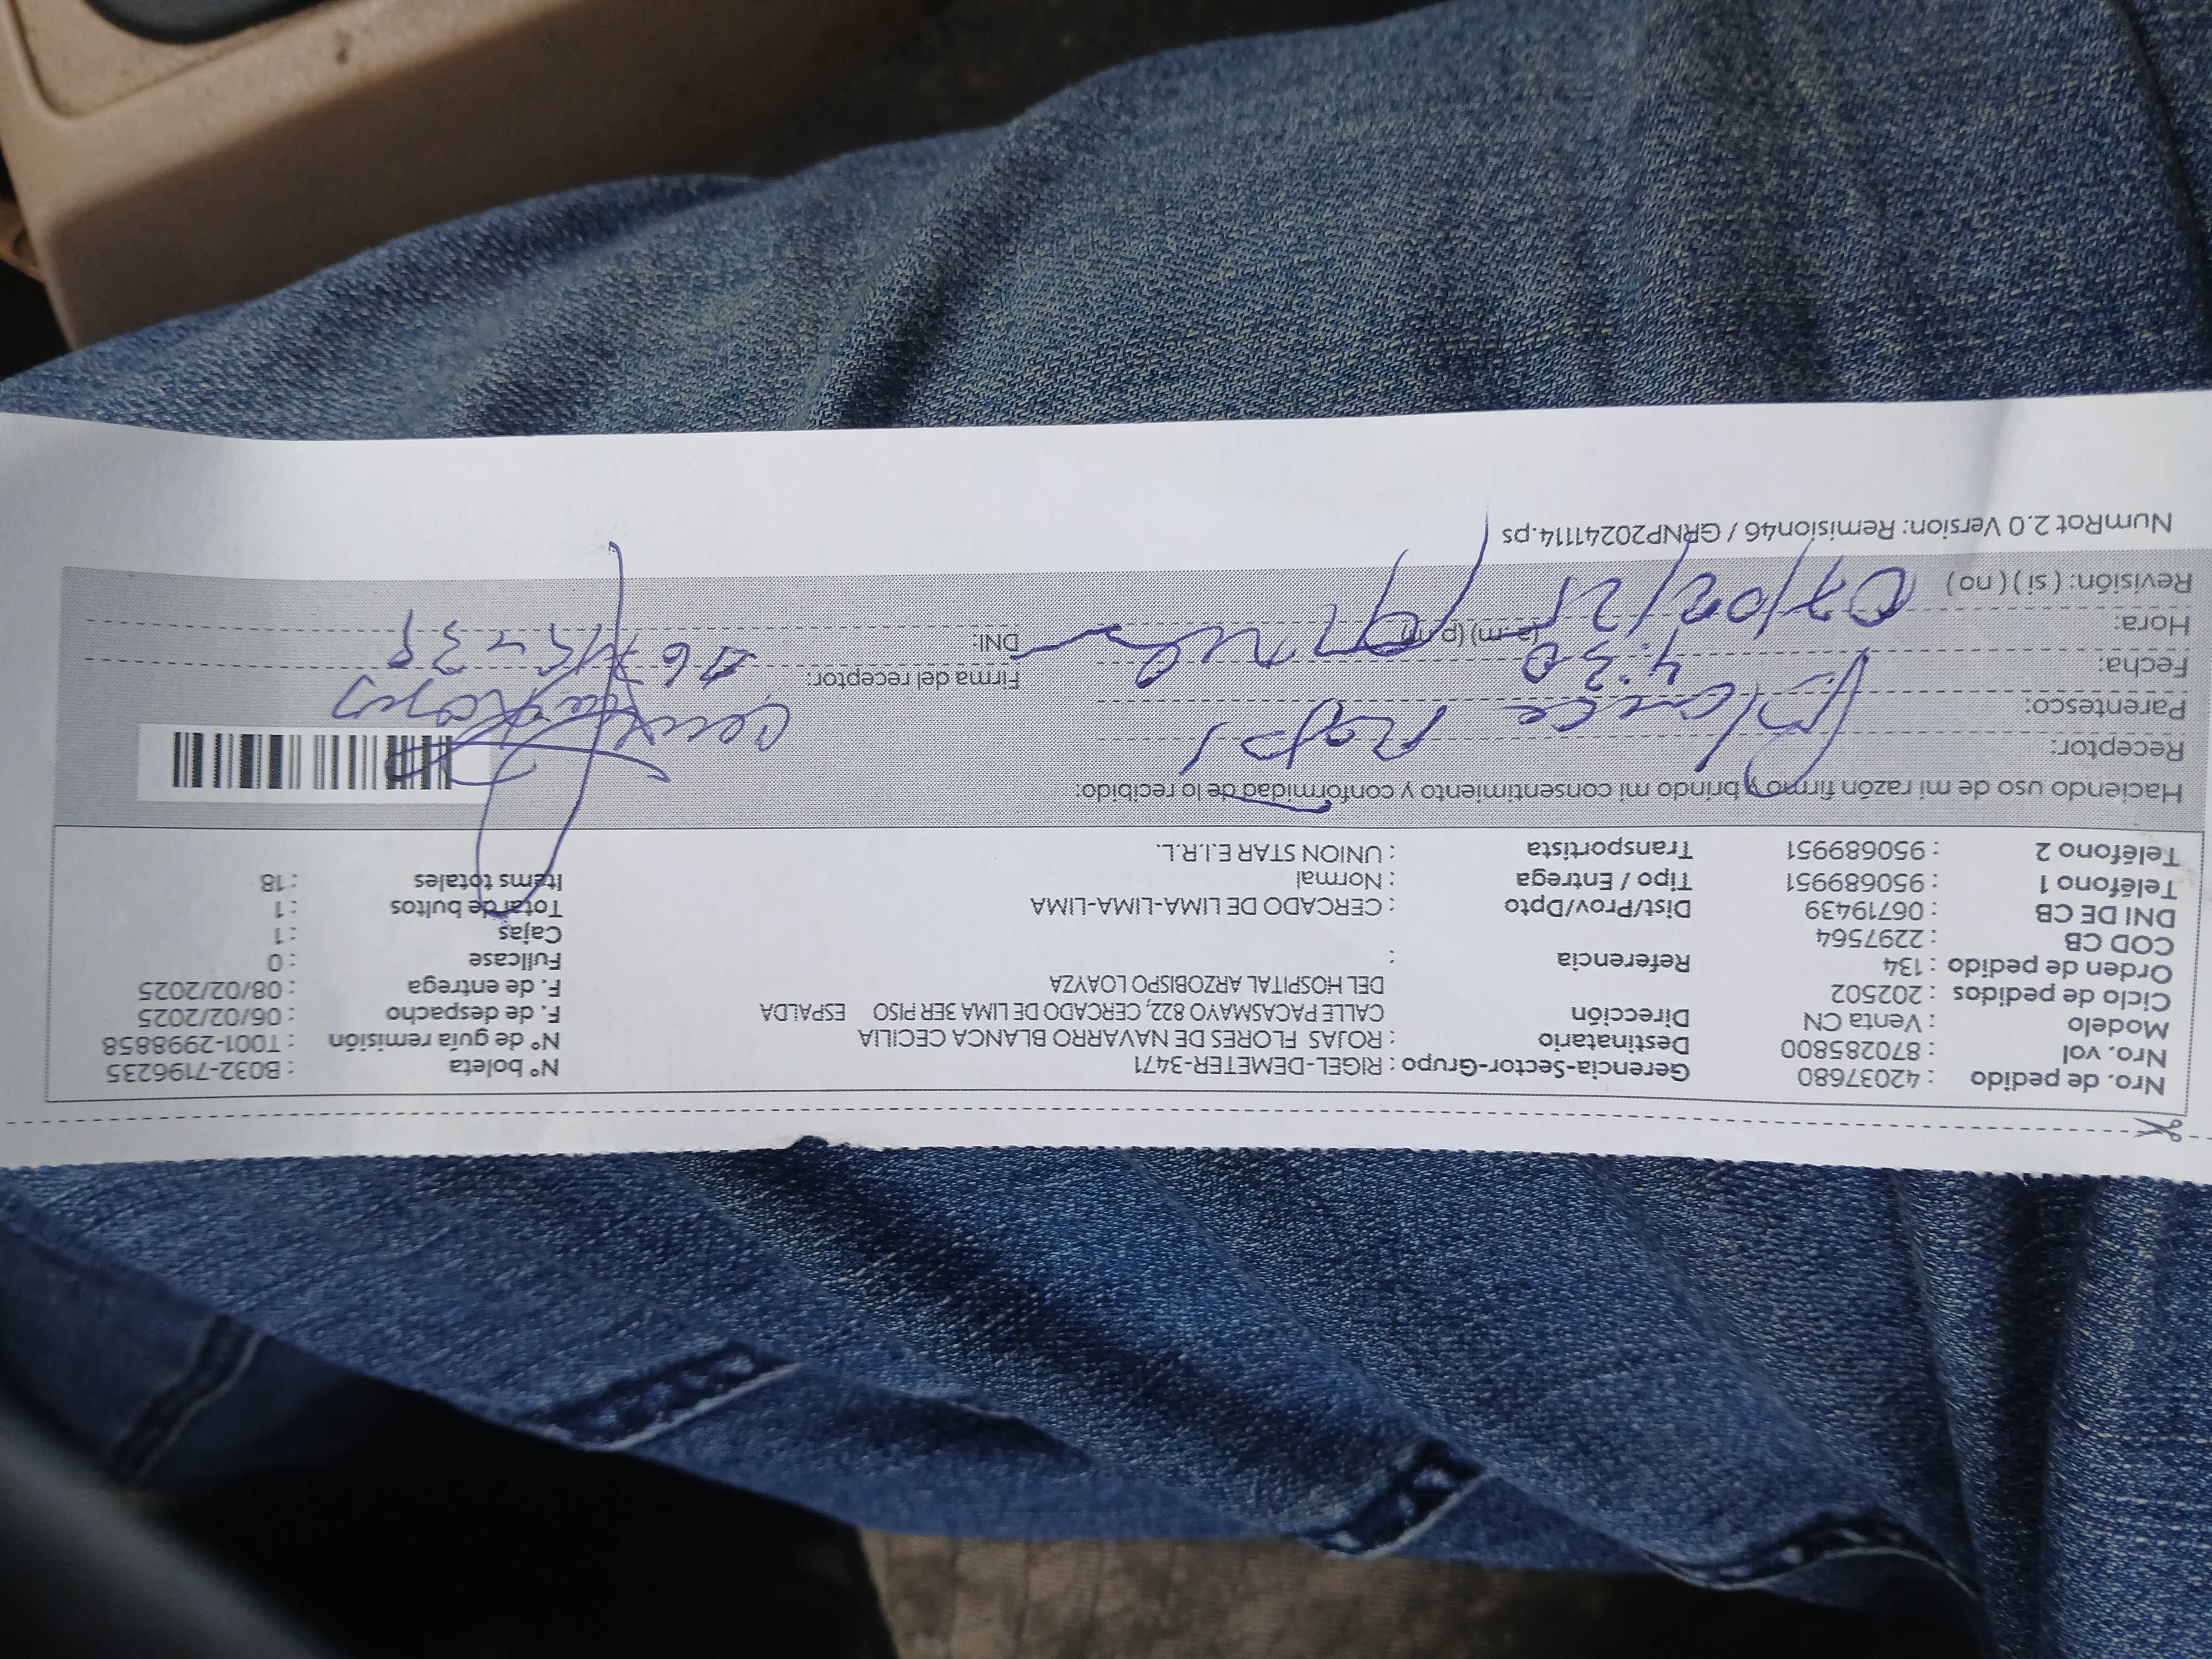 Nro. de pedido : 42037680 Gerencia-Sector-Grupo : RIGEL-DEMETER-3471 N° boleta : B032-7196235
Nro. vol : 870285800 Destinatario : ROJAS FLORES DE NAVARRO BLANCA CECILIA N° de guía remisión : T001-2998858
Modelo : Venta CN Dirección CALLE PACASMAYO 822, CERCADO DE LIMA 3ER PISO ESPALDA F. de despacho : 06/02/2025
Ciclo de pedidos : 202502 DEL HOSPITAL ARZOBISPO LOAYZA F. de entrega : 08/02/2025
Orden de pedido : 134 Referencia : Fullcase : 0
COD CB : 2297564 Cajas : 1
DNI DE CB : 06719439 Dist/Prov/Dpto : CERCADO DE LIMA-LIMA-LIMA Total de bultos : 1
Teléfono 1 : 950689951 Tipo / Entrega : Normal Items totales : 18
Teléfono 2 : 950689951 Transportista : UNION STAR E.I.R.L.
Haciendo uso de mi razón firmo y brindo mi consentimiento y conformidad de lo recibido:
Receptor:
Parentesco: Blanca Rojas
Fecha: 4:30 Firma del receptor:
Hora: (a.m) (p.m) DNI:
Revisión: ( si ) ( no ) 07/02/25
NumRot 2.0 Version: Remision46 / GRNP20241114.ps